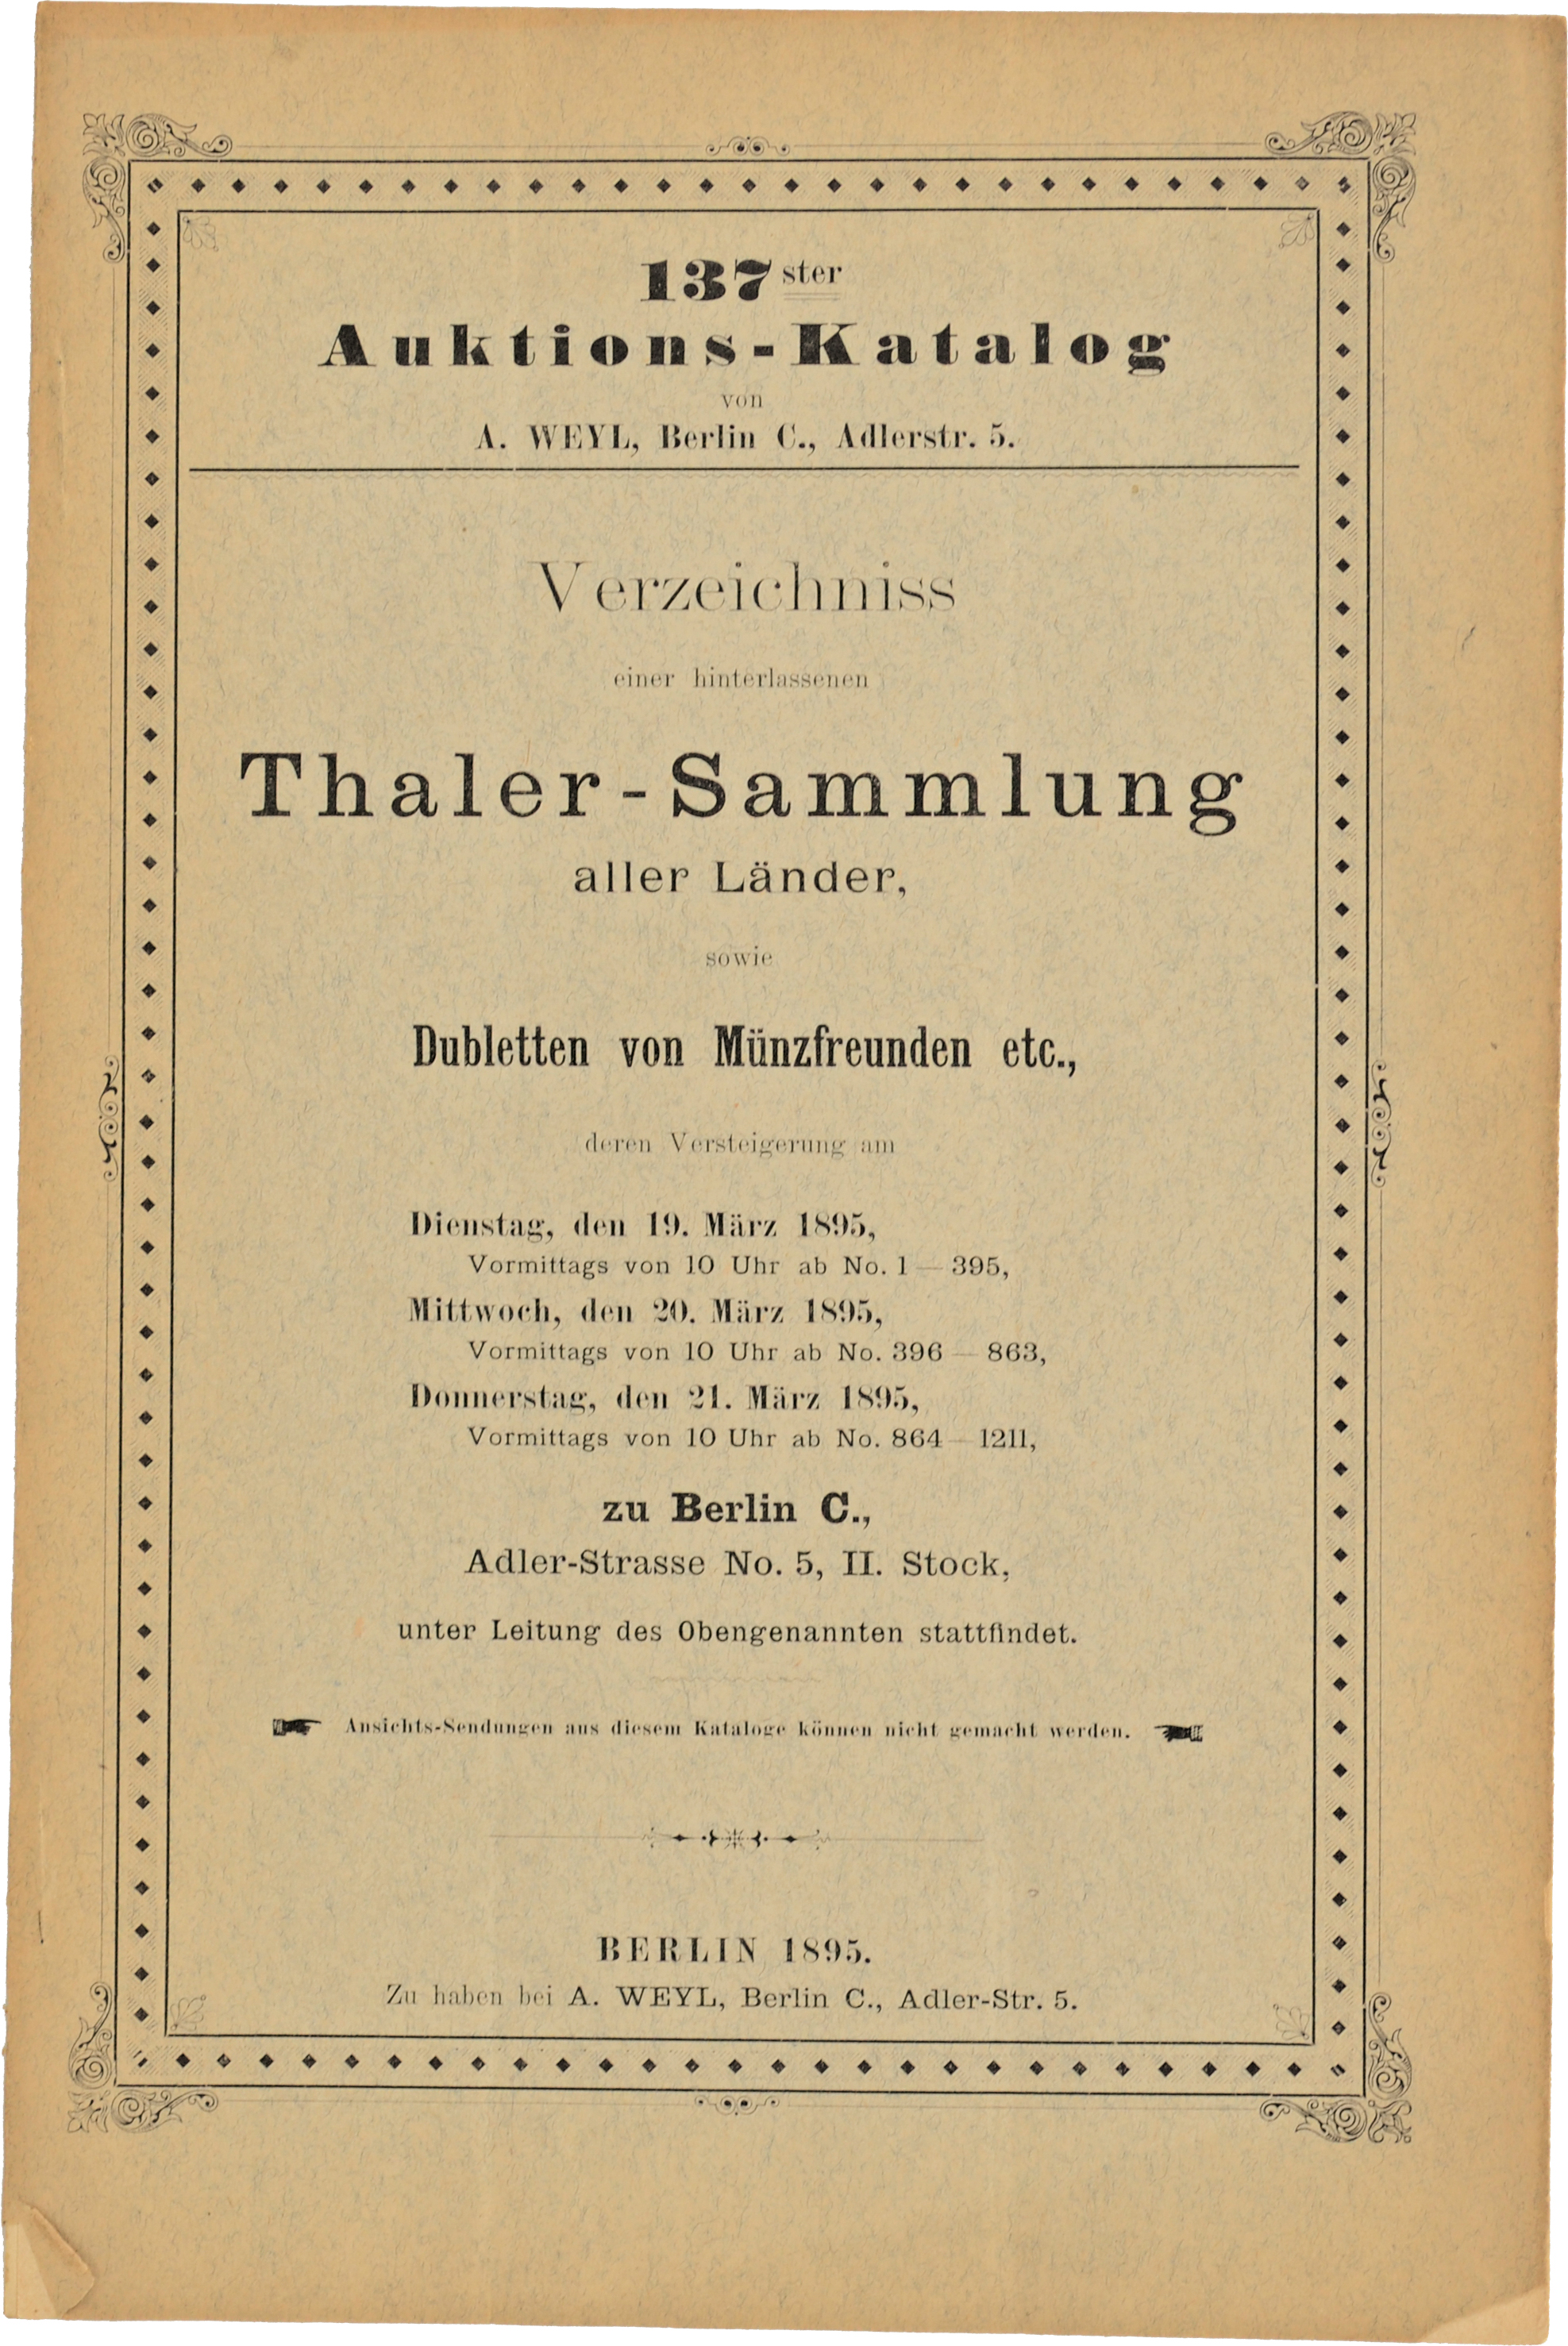 137ster
Auktions-Katalog
von
A. WEYL, Berlin C., Adlerstr. 5.
Verzeichniss
einer hinterlassenen
Thaler-Sammlung
aller Länder,
sowie
Dubletten von Münzfreunden etc.,
deren Versteigerung am
Dienstag, den 19. März 1895,
Vormittags von 10 Uhr ab No. 1 — 395,
Mittwoch, den 20. März 1895,
Vormittags von 10 Uhr ab No. 396 — 863,
Donnerstag, den 21. März 1895,
Vormittags von 10 Uhr ab No. 864 — 1211,
zu Berlin C.,
Adler-Strasse No. 5, II. Stock,
unter Leitung des Obengenannten stattfindet.
Ansichts-Sendungen aus diesem Kataloge können nicht gemacht werden.
BERLIN 1895.
Zu haben bei A. WEYL, Berlin C., Adler-Str. 5.